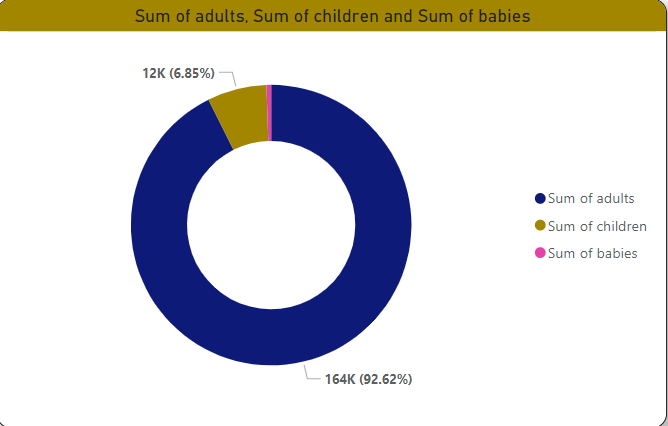 Sum of adults, Sum of children and Sum of babies
12K (6.85%)
Sum of adults
Sum of children
Sum of babies
164K (92.62%)